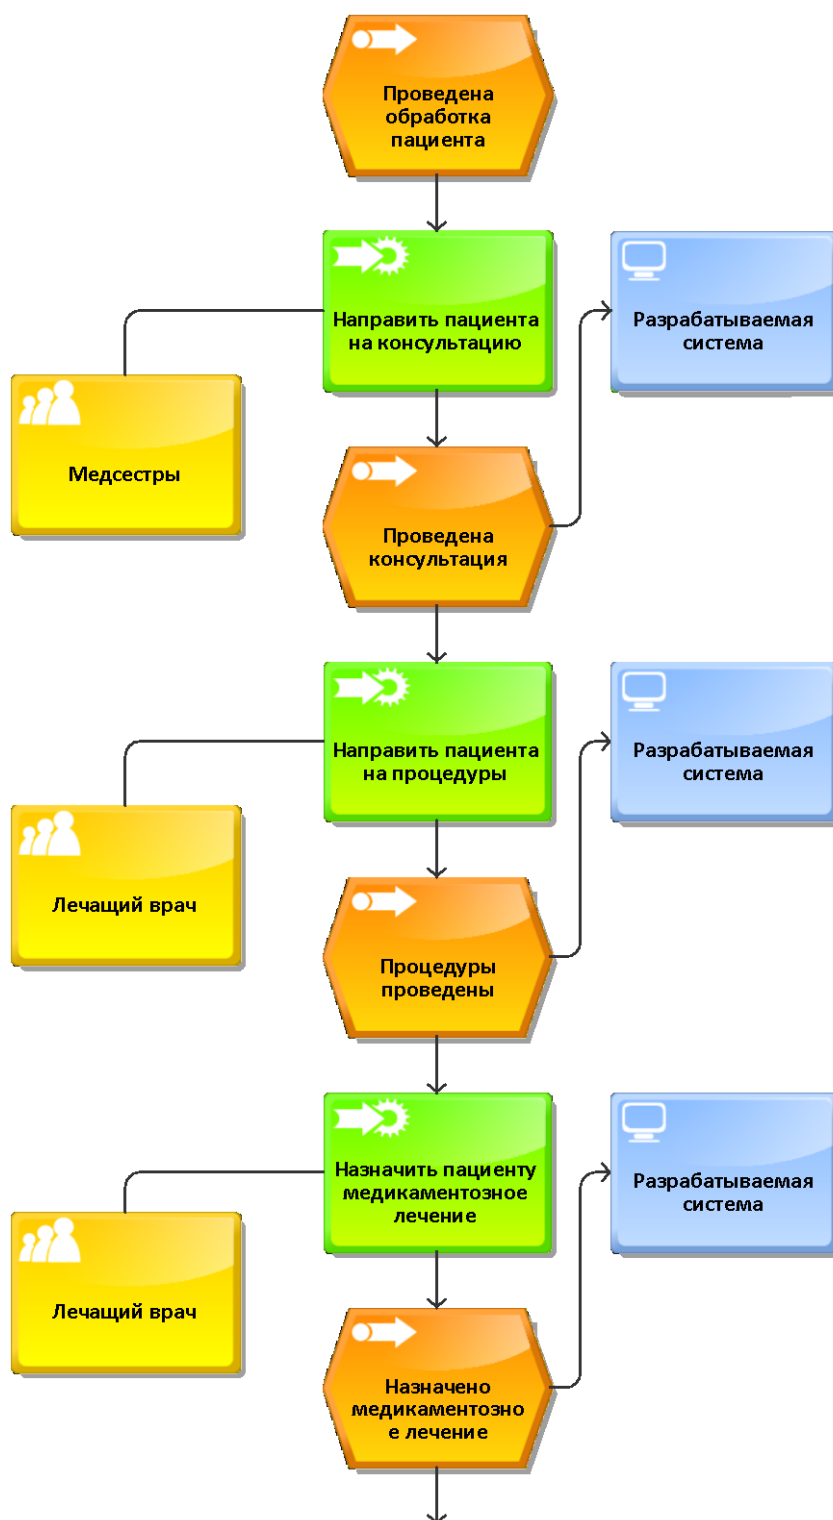 Проведена
обработка
пациента
Направить пациента
на консультацию
Разрабатываемая
система
Медсестры
Проведена
консультация
Направить пациента
на процедуры
Разрабатываемая
система
Лечащий врач
Процедуры
проведены
Назначить пациенту
медикаментозное
лечение
Разрабатываемая
система
Лечащий врач
Назначено
медикаментозно
е лечение